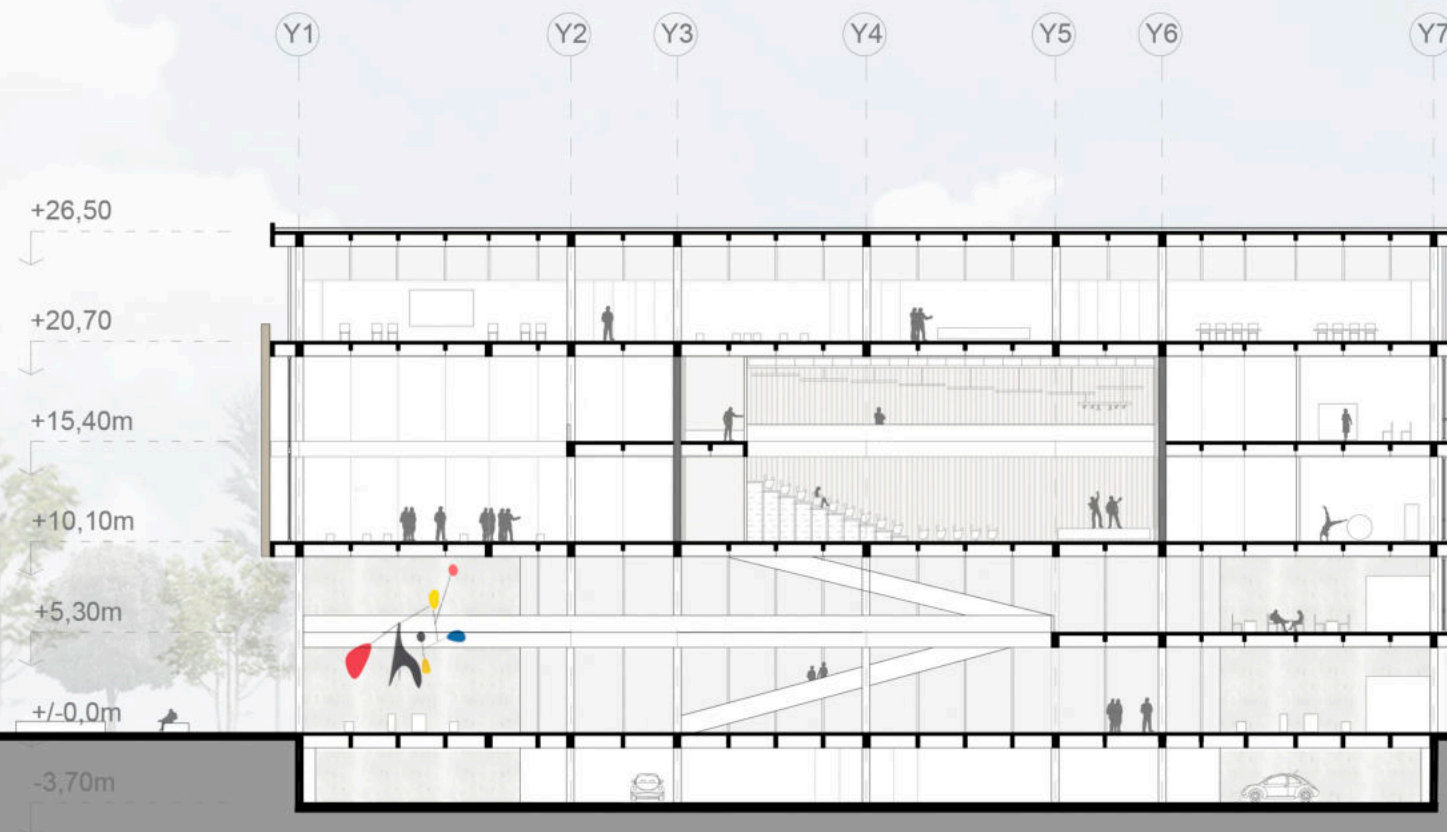 Y1 Y2 Y3 Y4 Y5 Y6 Y7
+26,50
+20,70
+15,40m
+10,10m
+5,30m
+/-0,0m
-3,70m